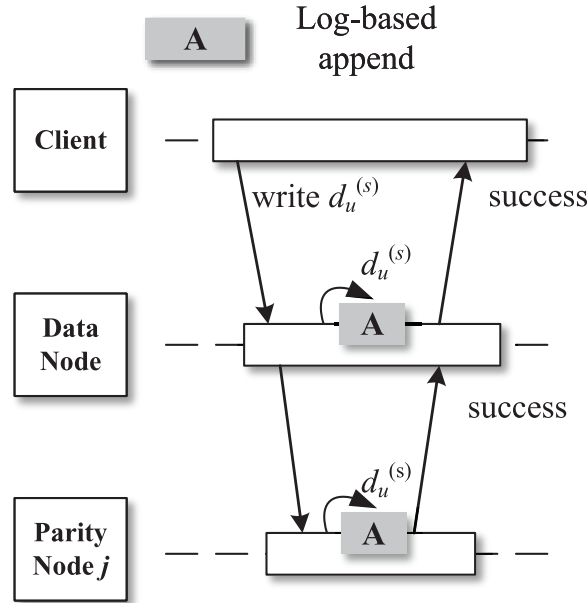 A
Log-based
append
Client
write d_u^(s)
success
d_u^(s)
A
Data
Node
success
d_u^(s)
A
Parity
Node j